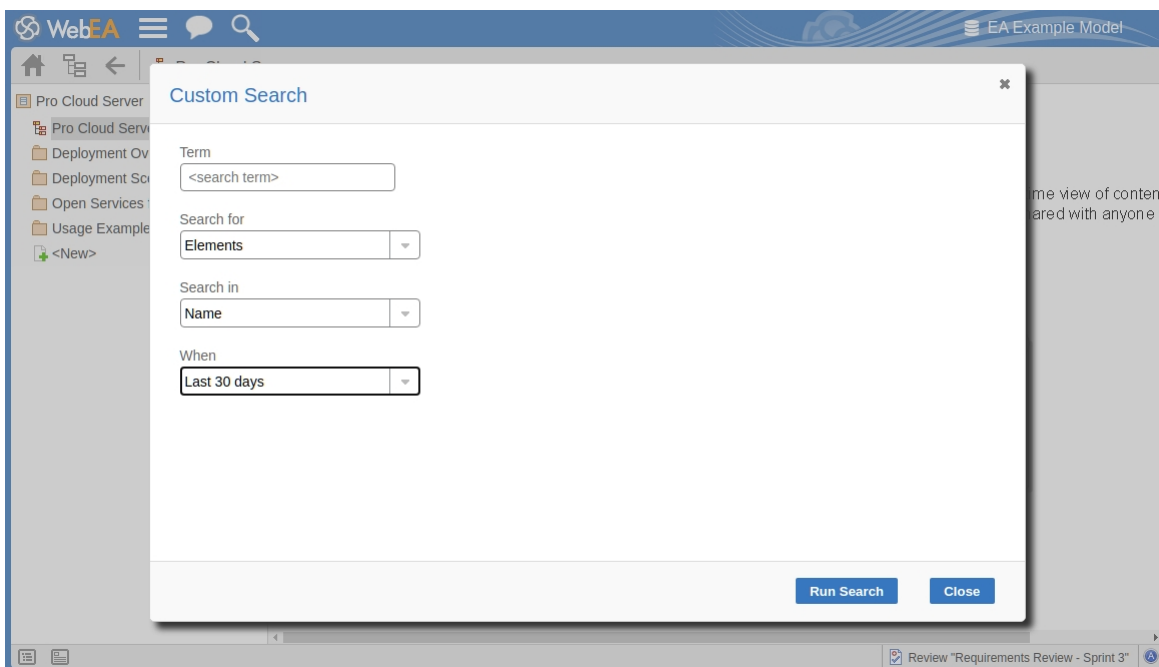 WebEA
EA Example Model
Pro Cloud Server
Pro Cloud Serv
Deployment Ov
Deployment Sc
Open Services
Usage Example
<New>
Custom Search
Term
<search term>
Search for
Elements
Search in
Name
When
Last 30 days
Run Search
Close
me view of conten
ared with anyone
Review "Requirements Review - Sprint 3"